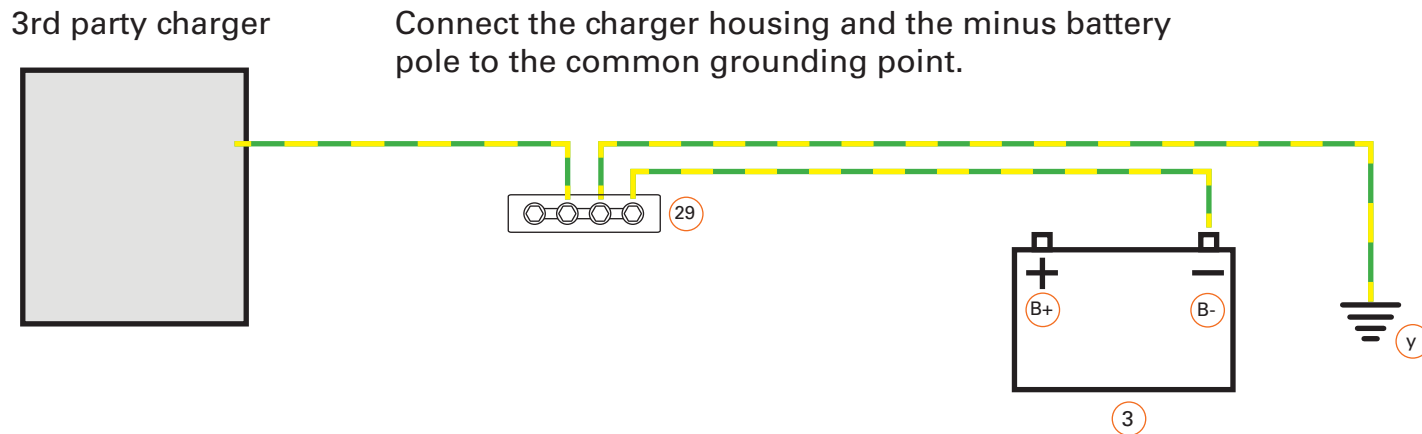 3rd party charger
Connect the charger housing and the minus battery
pole to the common grounding point.
29
+
−
B+
B-
y
3